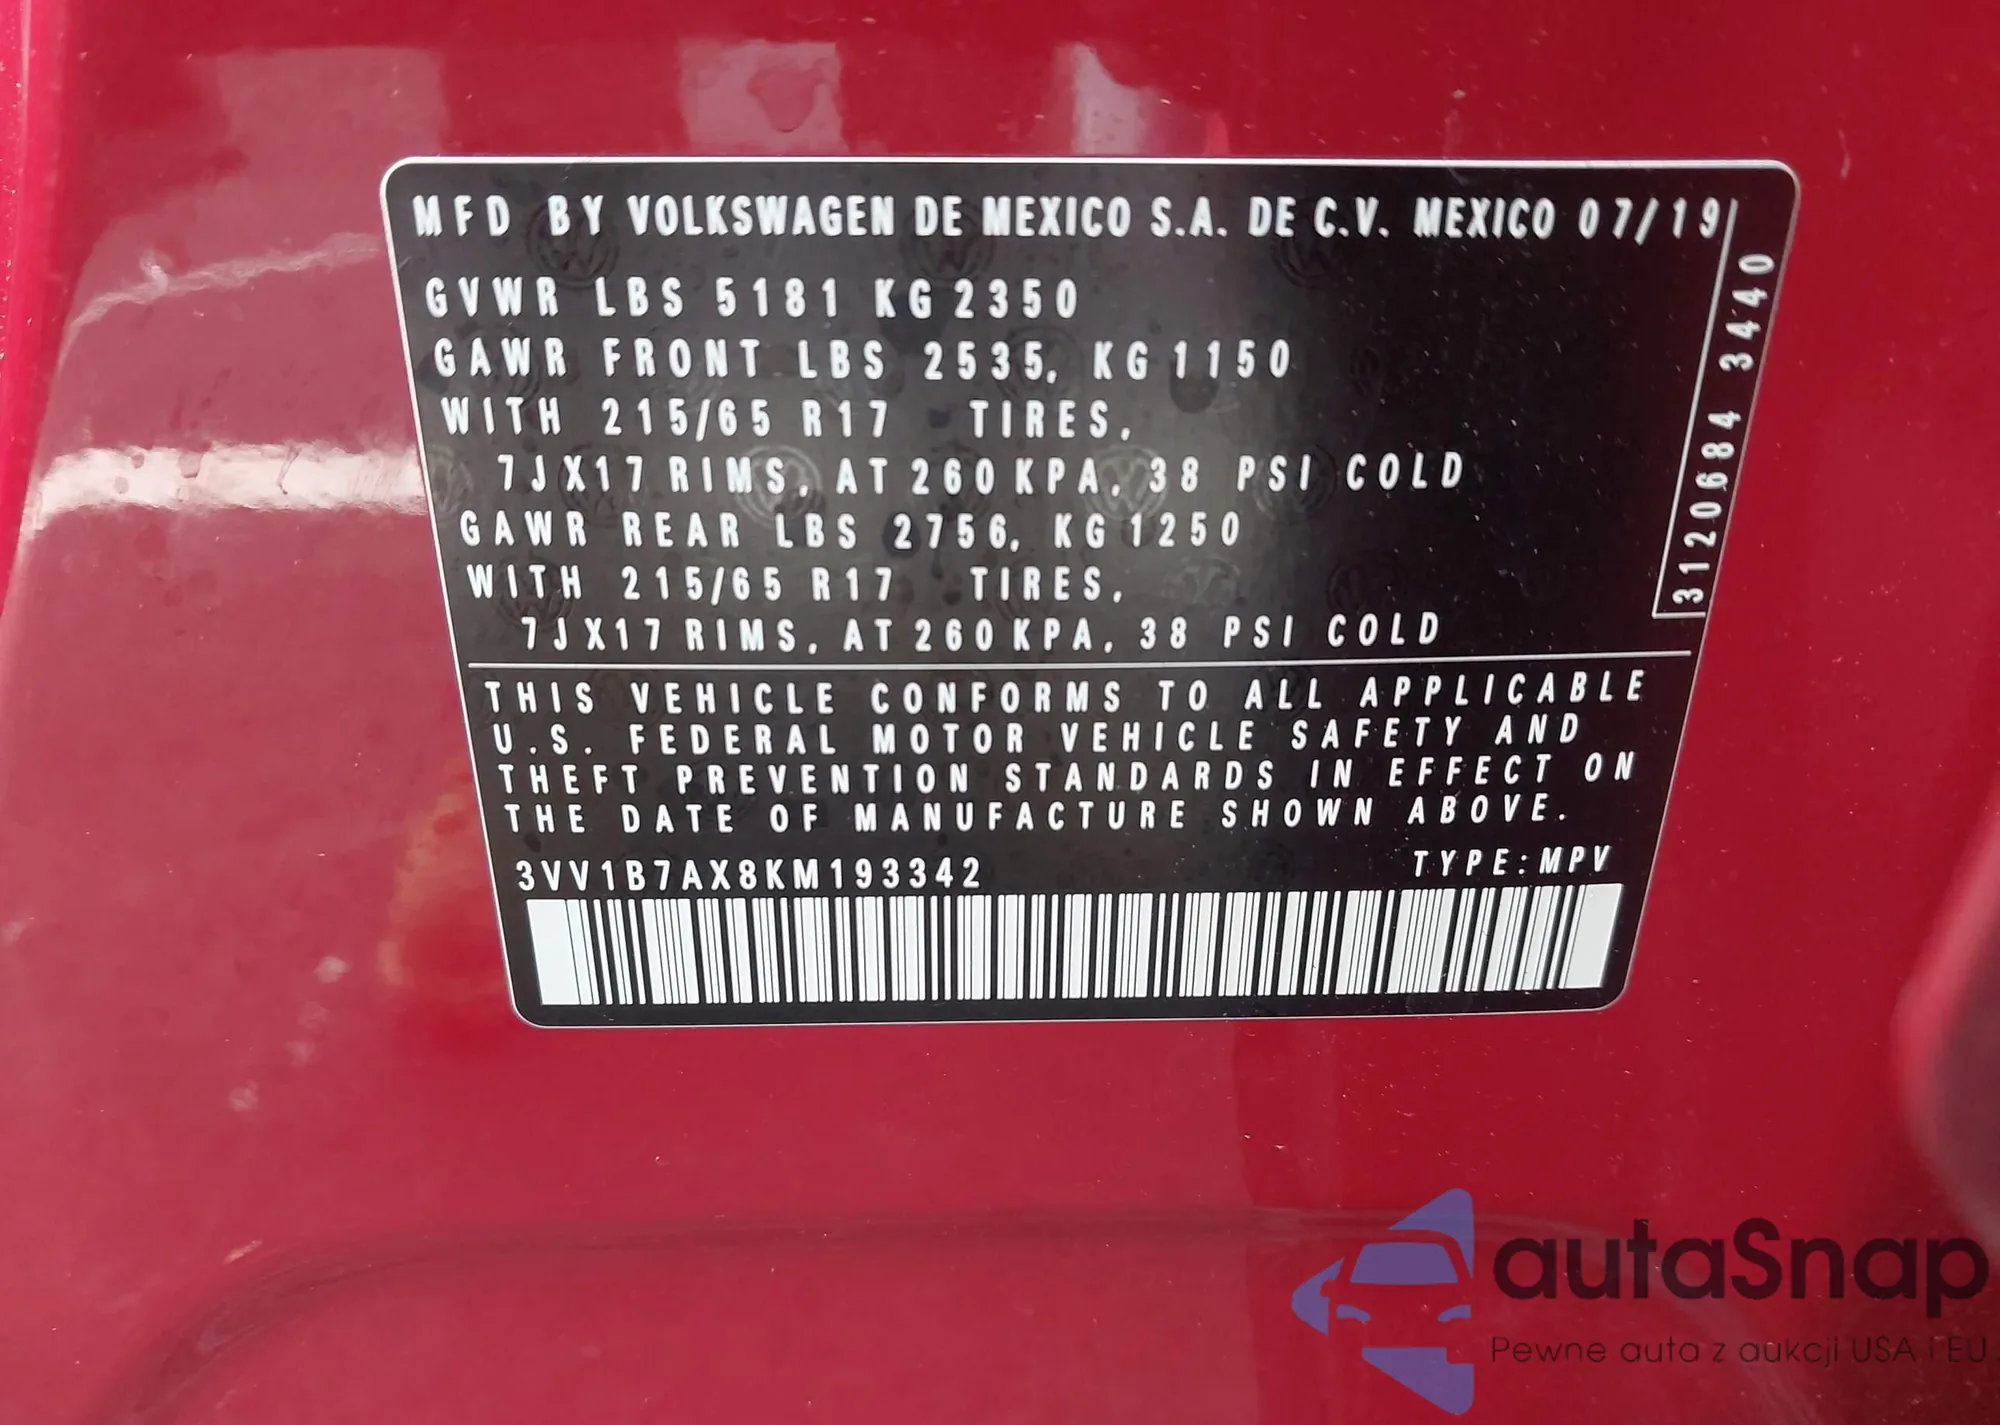 MFD BY VOLKSWAGEN DE MEXICO S.A. DE C.V. MEXICO 07/19
GVWR LBS 5181 KG 2350
GAWR FRONT LBS 2535, KG 1150
WITH 215/65 R17 TIRES,
7JX17 RIMS, AT 260 KPA, 38 PSI COLD
GAWR REAR LBS 2756, KG 1250
WITH 215/65 R17 TIRES,
7JX17 RIMS, AT 260 KPA, 38 PSI COLD
3120684 3440
THIS VEHICLE CONFORMS TO ALL APPLICABLE
U.S. FEDERAL MOTOR VEHICLE SAFETY AND
THEFT PREVENTION STANDARDS IN EFFECT ON
THE DATE OF MANUFACTURE SHOWN ABOVE.
3VV1B7AX8KM193342 TYPE:MPV
autaSnap
Pewne auta z aukcji USA i EU